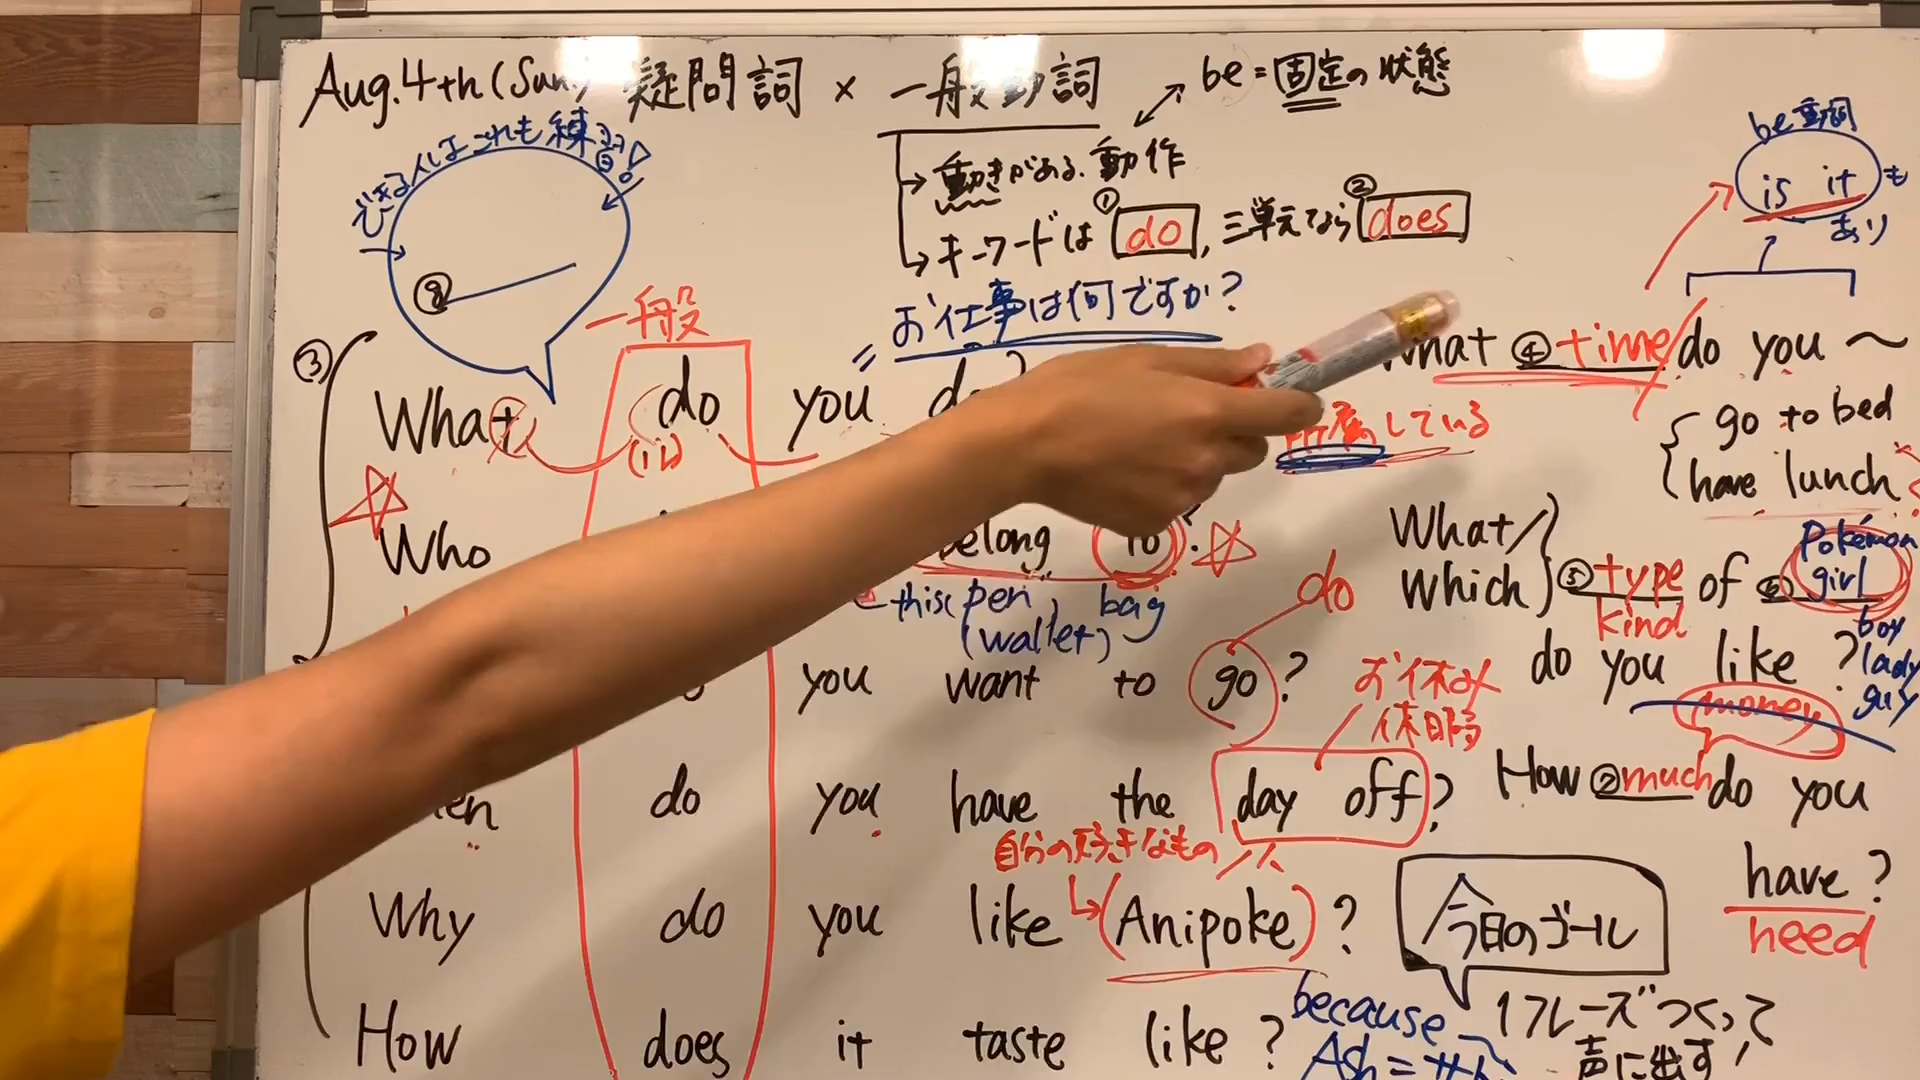 Aug. 4th (Sun.) 疑問詞 × 一般動詞
be = 固定の状態
できる人はこれも練習!
→ 動きがある. 動作
→ キーワードは ① do, 三単元なら ② does
be動詞
is it も
あり
⑧
一般
お仕事は何ですか?
③
What do you do?
What ④ time do you ~
している
go to bed
have lunch
Who belong to?
this( pen , bag
(wallet)
What/
Which
⑤ type of ⑥ girl
Pokémon
kind
boy
lady
guy
do you like ?
money
do
you want to go ?
お休み
休日
do you have the day off?
How ⑦ much do you
have ?
need
自分の好きなもの
Why do you like (Anipoke) ?
今日のゴール
How does it taste like ?
because
Ash =
1フレーズつくって
声に出す!